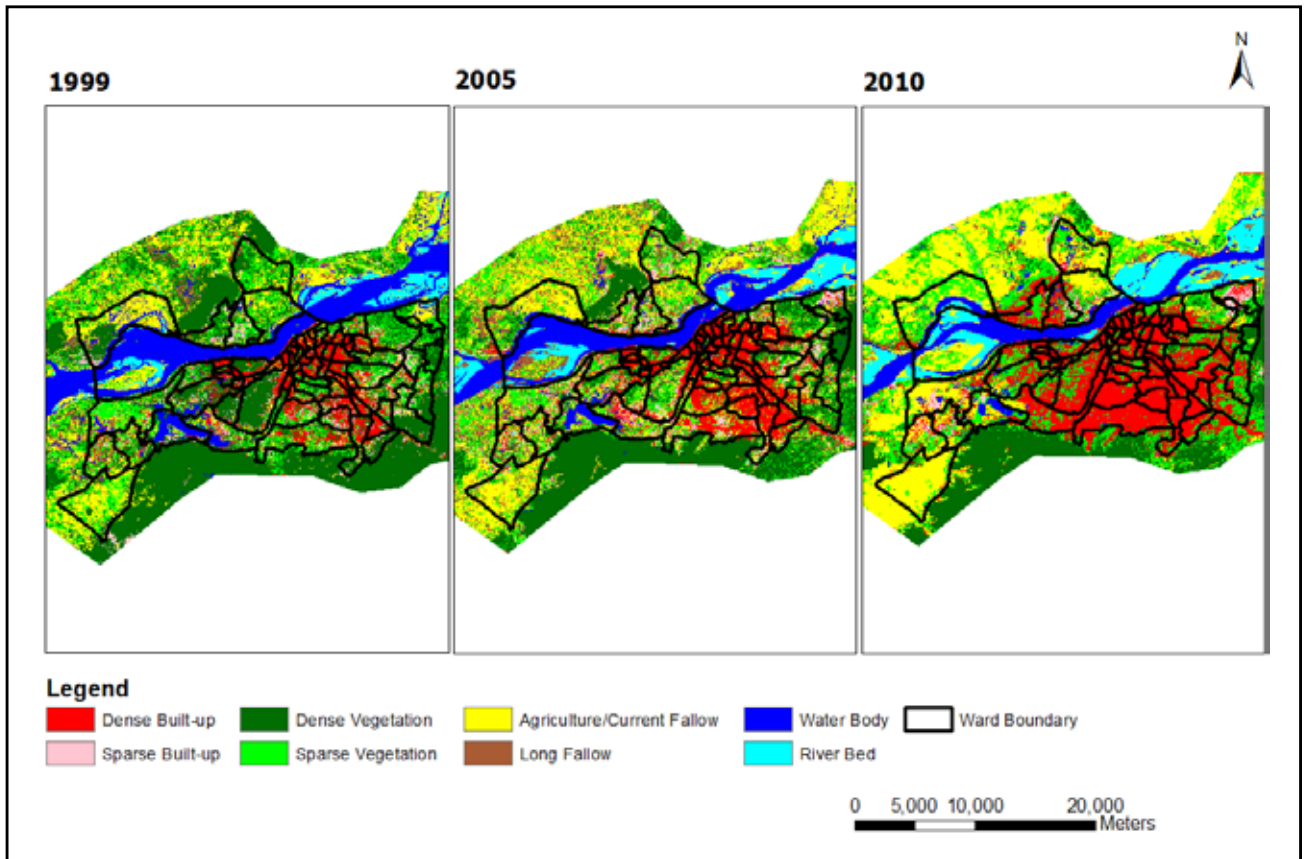 N
1999
2005
2010
Legend
Dense Built-up
Dense Vegetation
Agriculture/Current Fallow
Water Body
Ward Boundary
Sparse Built-up
Sparse Vegetation
Long Fallow
River Bed
0 5,000 10,000 20,000
Meters